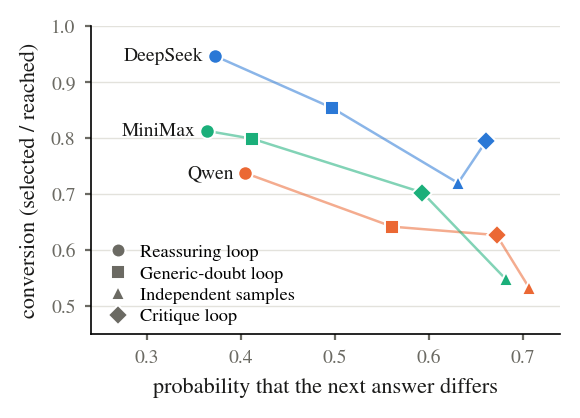 1.0
0.9
0.8
0.7
0.6
0.5
conversion (selected / reached)
DeepSeek
MiniMax
Qwen
Reassuring loop
Generic-doubt loop
Independent samples
Critique loop
0.3 0.4 0.5 0.6 0.7
probability that the next answer differs